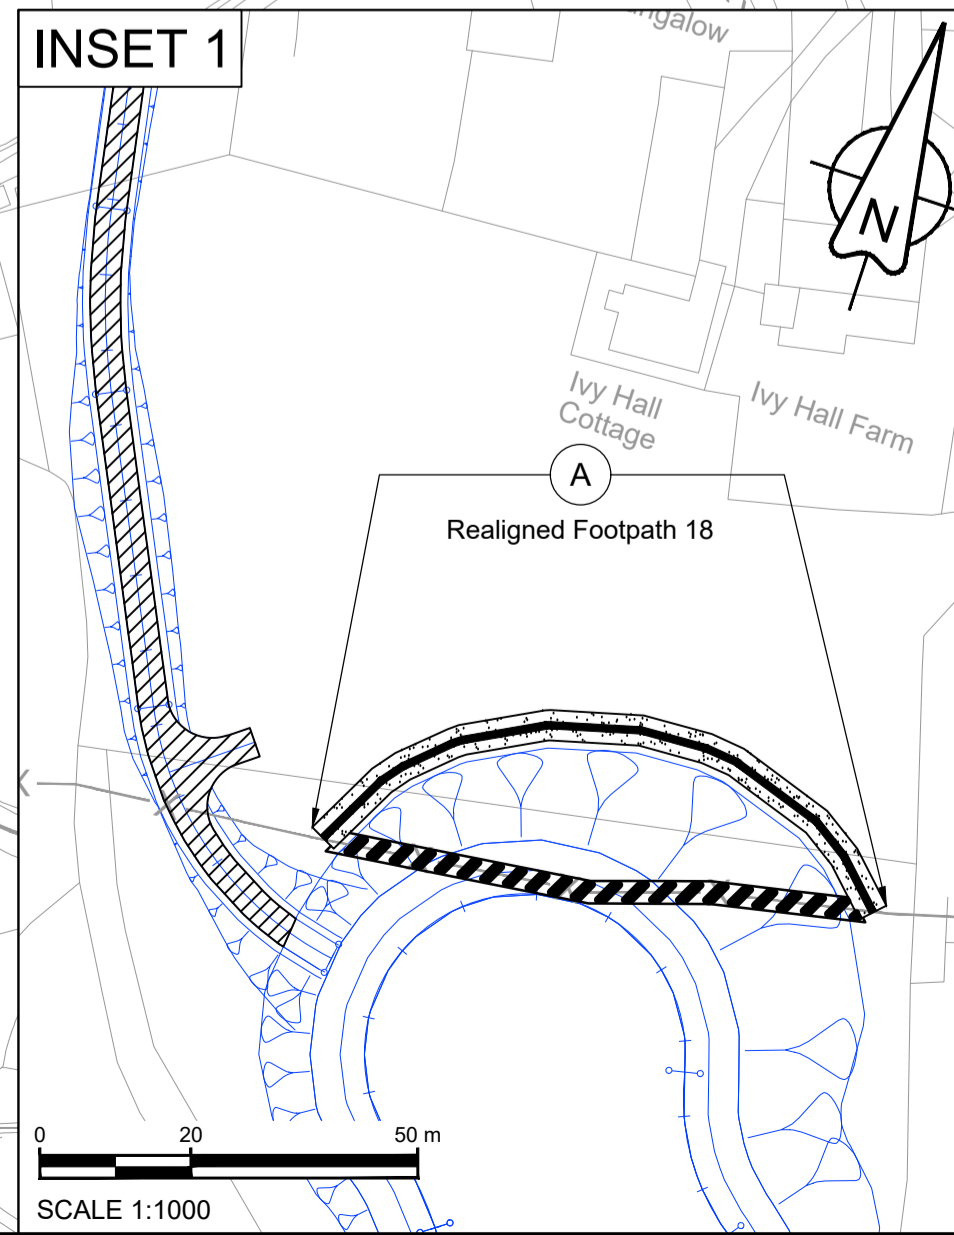 INSET 1
N
Ivy Hall
Cottage
Ivy Hall Farm
A
Realigned Footpath 18
0 20 50 m
SCALE 1:1000